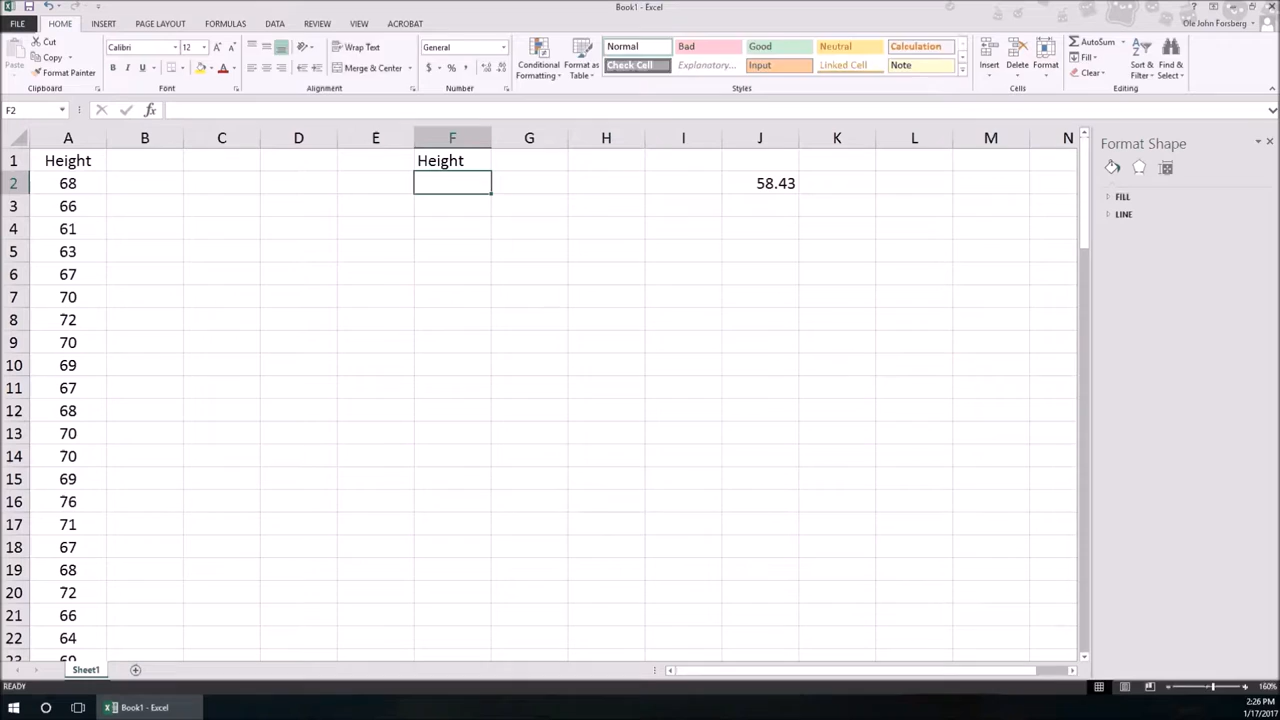 Book1 - Excel
FILE HOME INSERT PAGE LAYOUT FORMULAS DATA REVIEW VIEW ACROBAT Ole John Forsberg
Cut
Copy
Format Painter
Paste
Clipboard
Calibri 12
B I U
Font
Wrap Text
Merge & Center
Alignment
General
$ % ,
Number
Conditional Formatting
Format as Table
Normal Bad Good Neutral Calculation
Check Cell Explanatory... Input Linked Cell Note
Styles
Insert Delete Format
Cells
AutoSum
Fill
Clear
Sort & Filter
Find & Select
Editing
F2 fx
A B C D E F G H I J K L M N
1 Height Height
2 68 58.43
3 66
4 61
5 63
6 67
7 70
8 72
9 70
10 69
11 67
12 68
13 70
14 70
15 69
16 76
17 71
18 67
19 68
20 72
21 66
22 64
23 69
Format Shape
FILL
LINE
Sheet1
READY 160%
Book1 - Excel
2:26 PM
1/17/2017